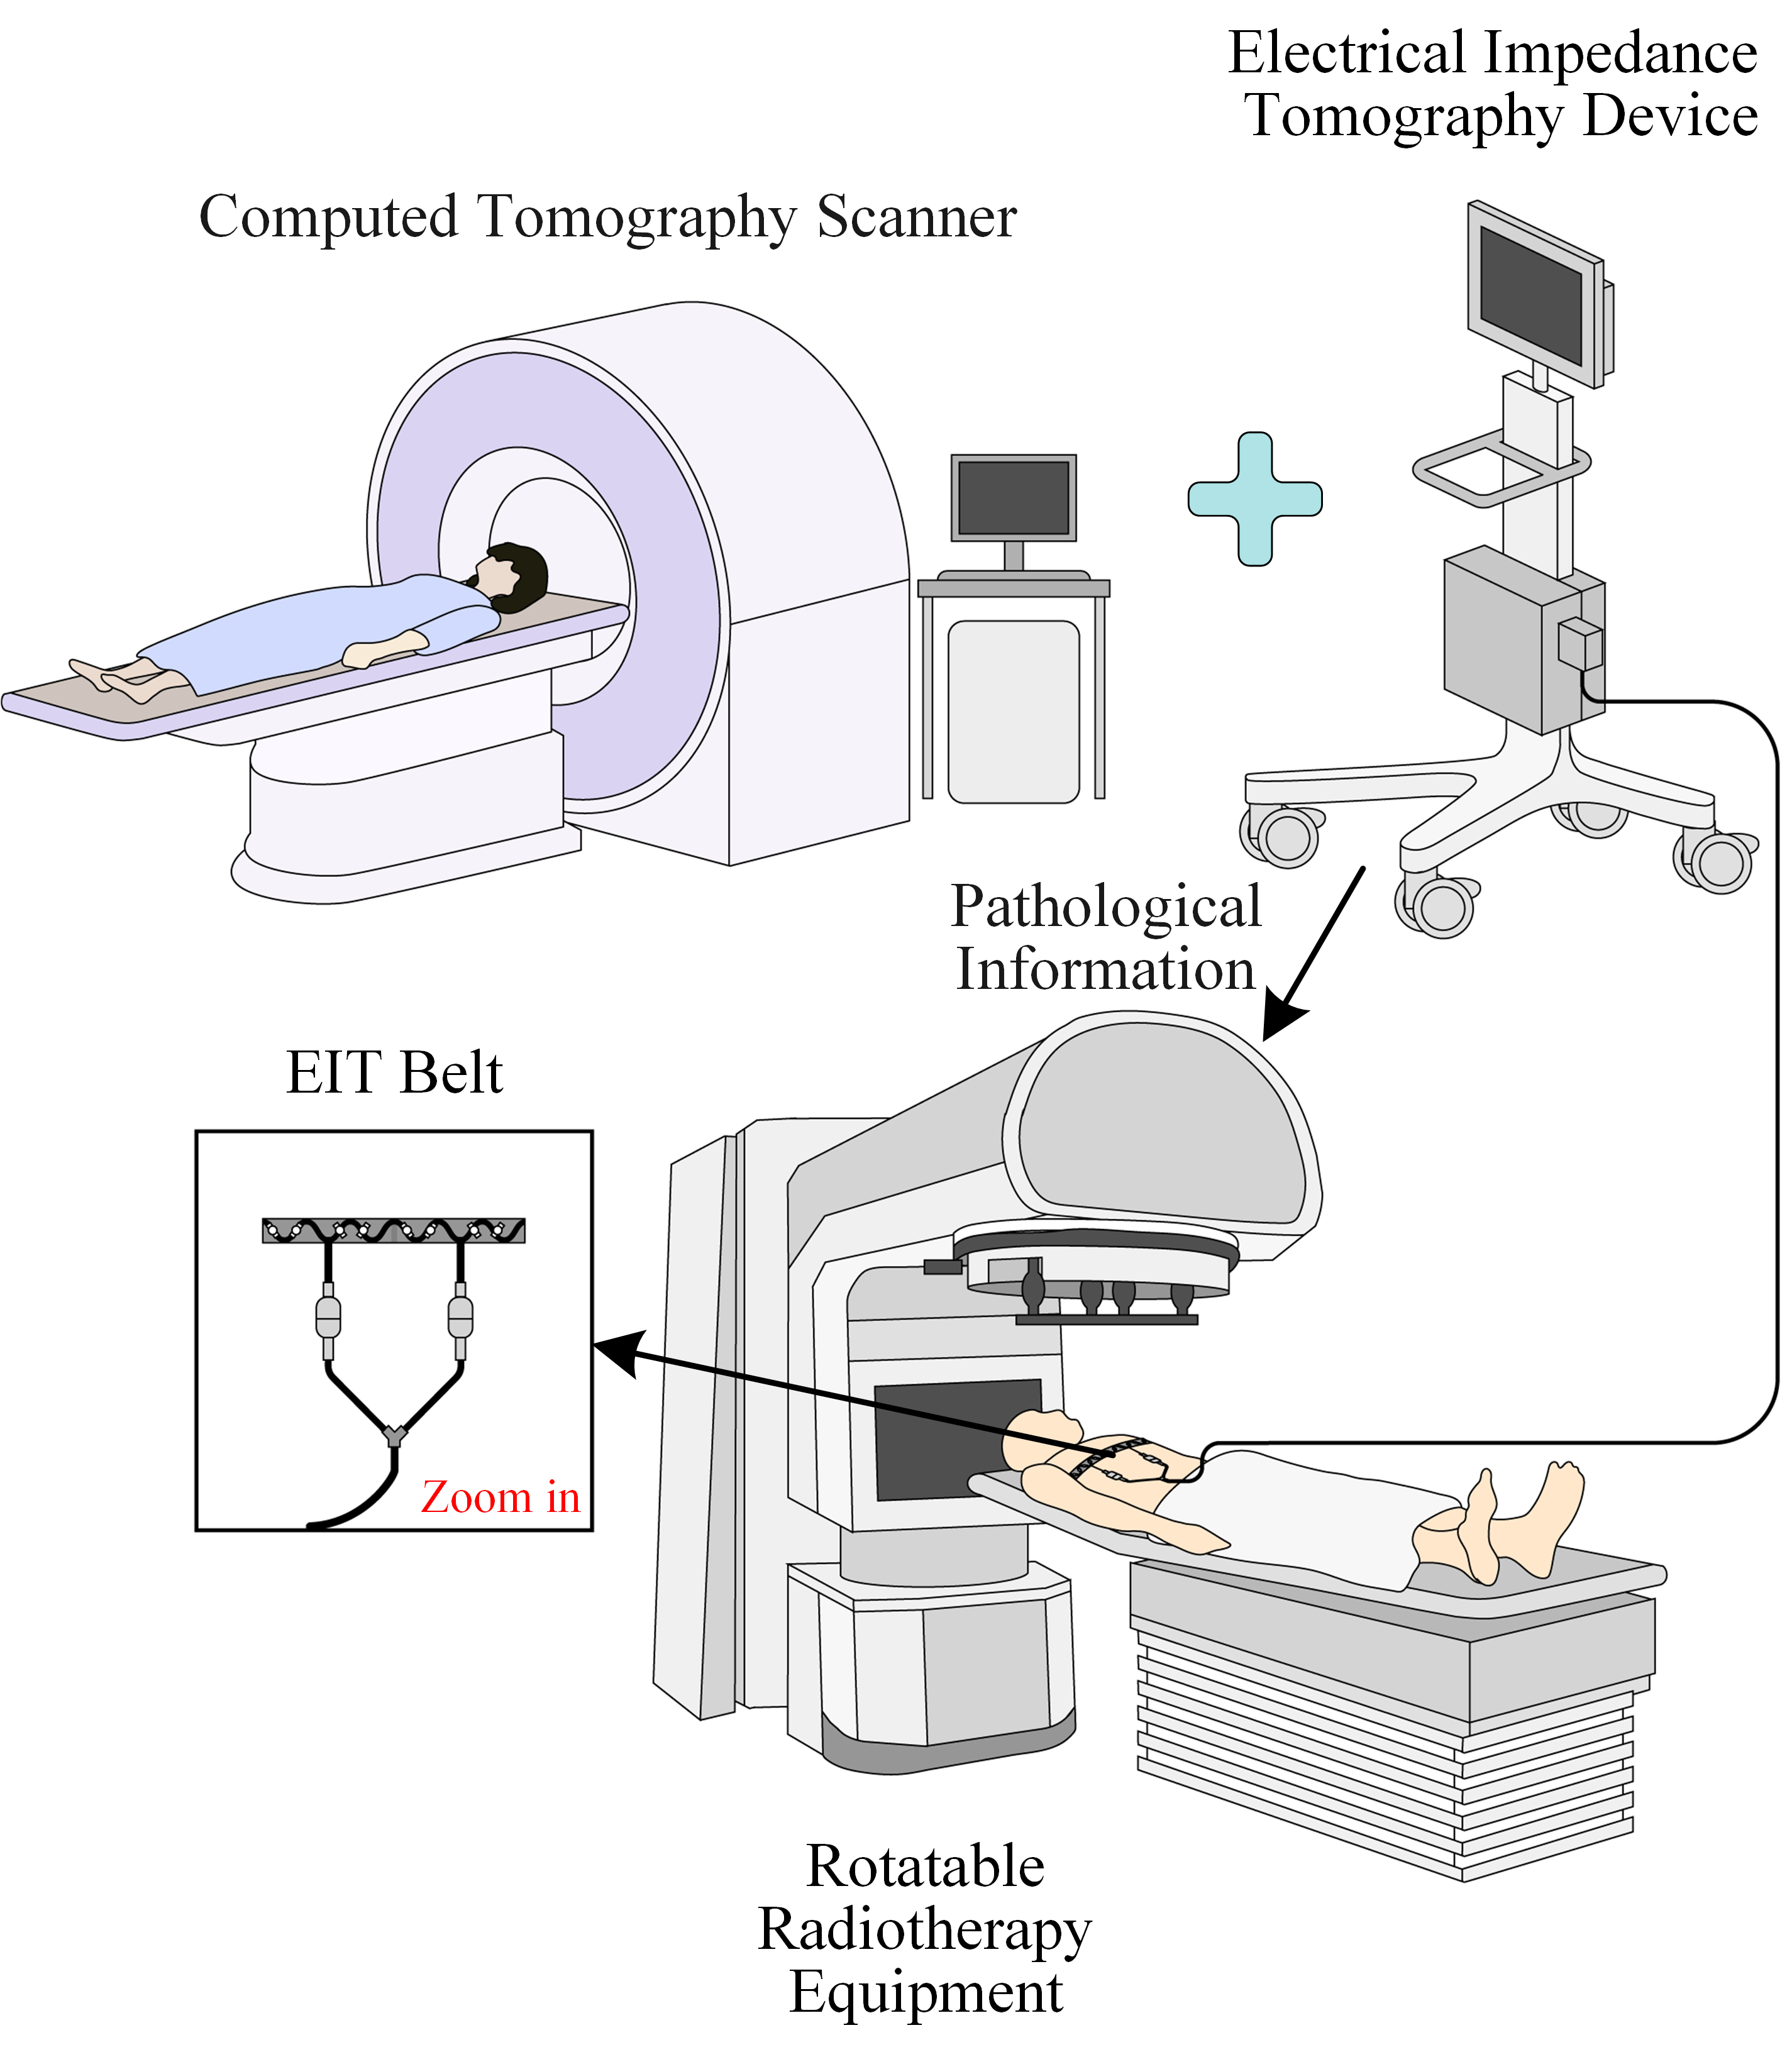 Electrical Impedance
Tomography Device
Computed Tomography Scanner
Pathological
Information
EIT Belt
Zoom in
Rotatable
Radiotherapy
Equipment